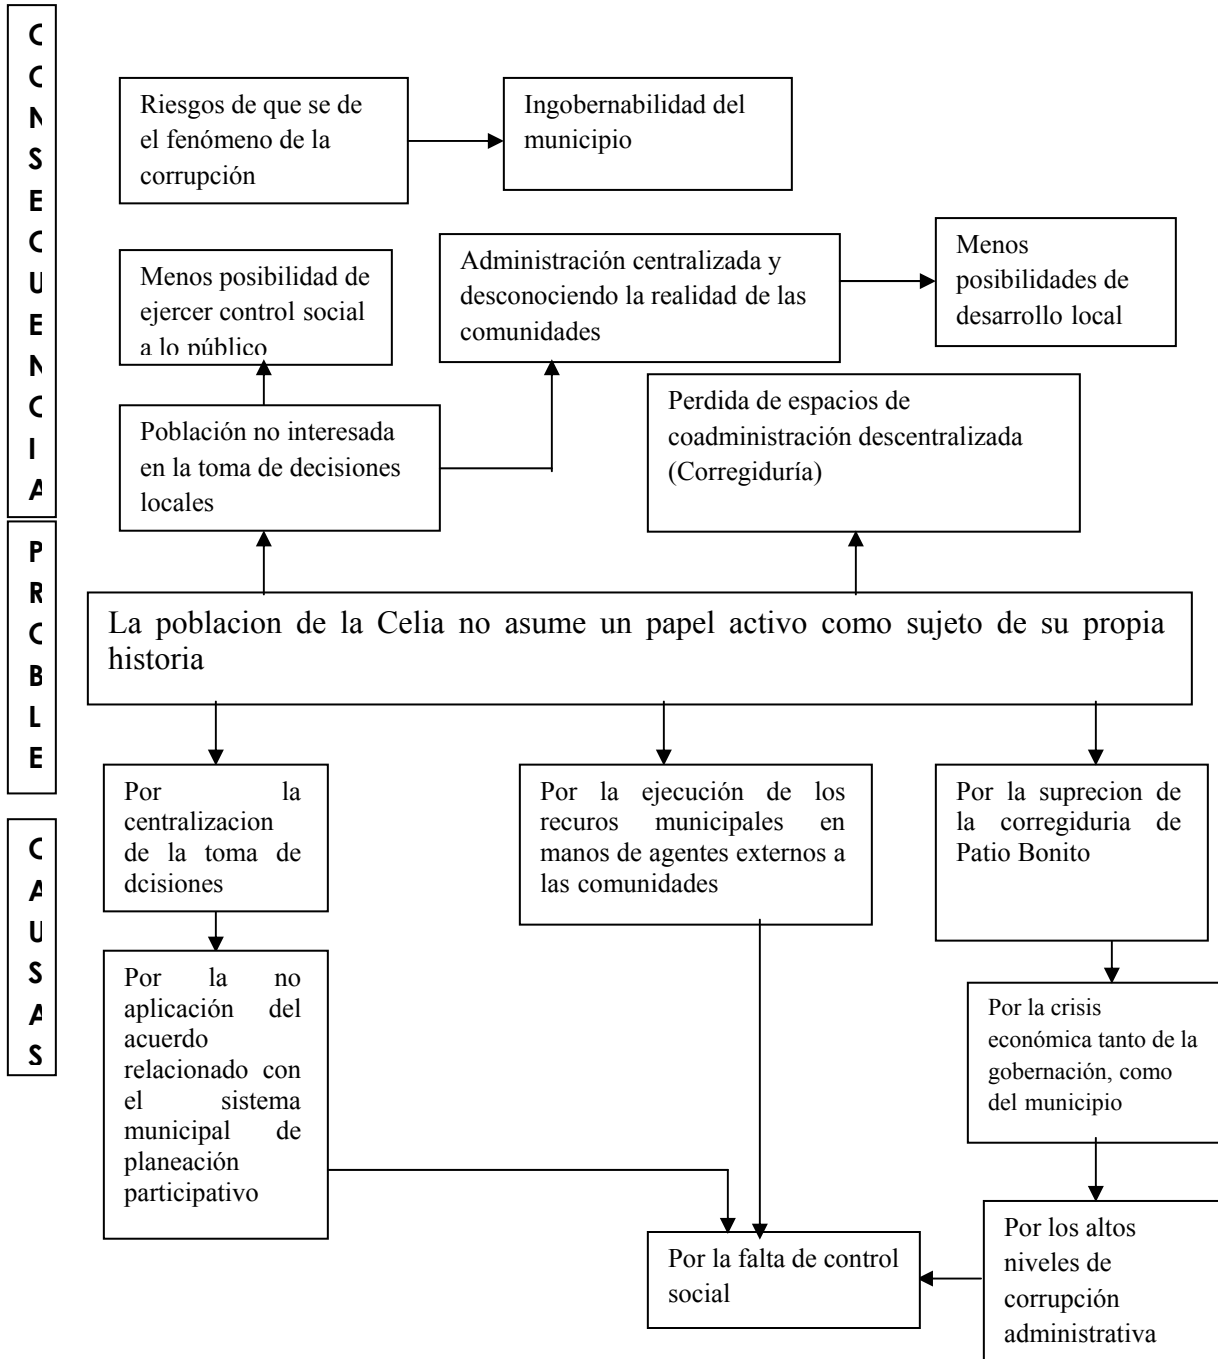 CONSECUENCIA
Riesgos de que se de
el fenómeno de la
corrupción
Ingobernabilidad del
municipio
Menos posibilidad de
ejercer control social
a lo público
Administración centralizada y
desconociendo la realidad de las
comunidades
Menos
posibilidades de
desarrollo local
Población no interesada
en la toma de decisiones
locales
Perdida de espacios de
coadministración descentralizada
(Corregiduría)
PROBLE
La poblacion de la Celia no asume un papel activo como sujeto de su propia
historia
CAUSAS
Por la
centralizacion
de la toma de
dcisiones
Por la ejecución de los
recuros municipales en
manos de agentes externos a
las comunidades
Por la suprecion de
la corregiduria de
Patio Bonito
Por la no
aplicación del
acuerdo
relacionado con
el sistema
municipal de
planeación
participativo
Por la crisis
económica tanto de la
gobernación, como
del municipio
Por la falta de control
social
Por los altos
niveles de
corrupción
administrativa